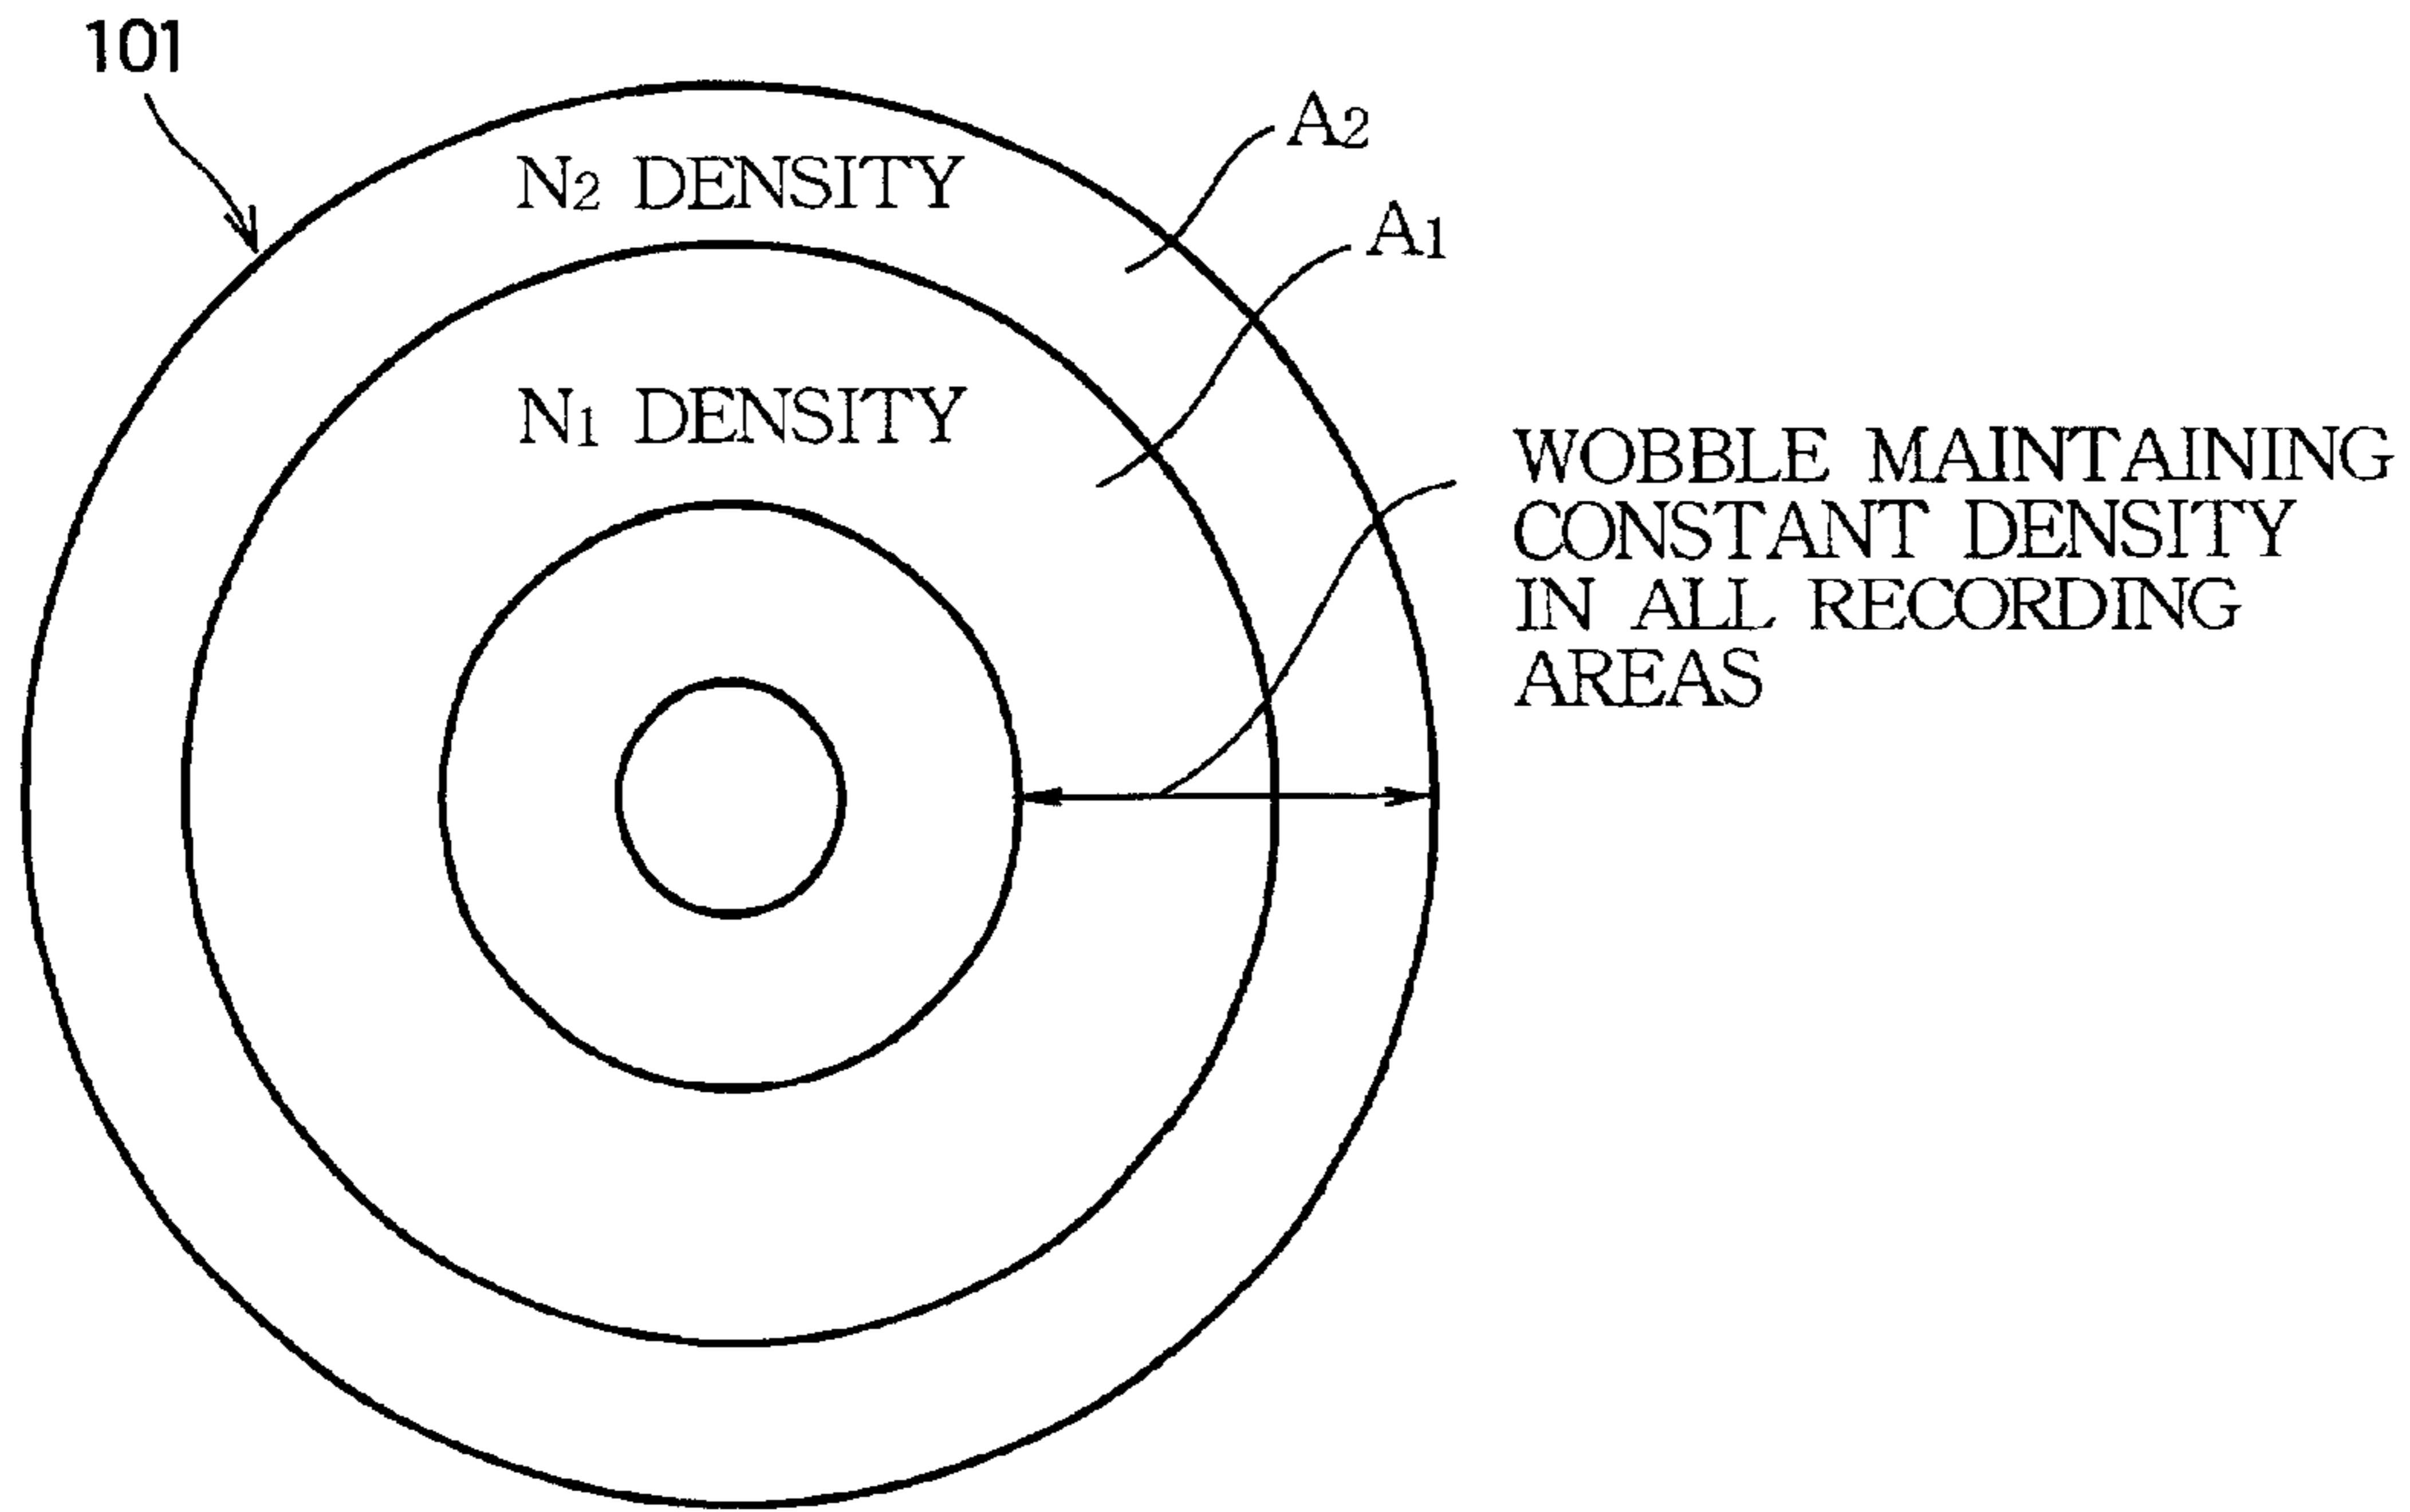 101
A2
N2 DENSITY
A1
N1 DENSITY
WOBBLE MAINTAINING
CONSTANT DENSITY
IN ALL RECORDING
AREAS